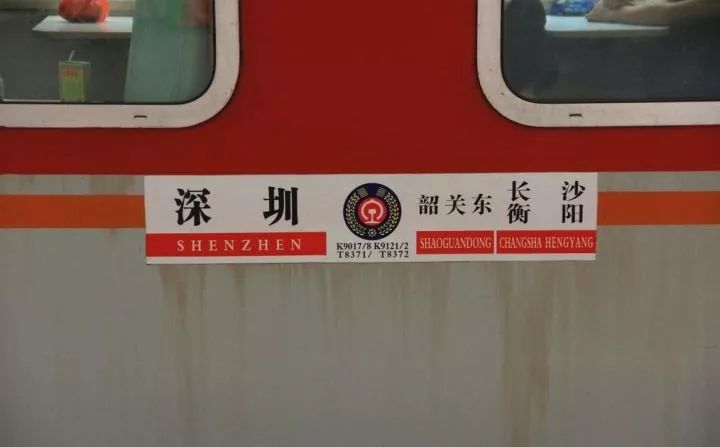 深圳
SHENZHEN
K9017/8 K9121/2
T8371/ T8372
韶关东
SHAOGUANDONG
长沙
衡阳
CHANGSHA HENGYANG